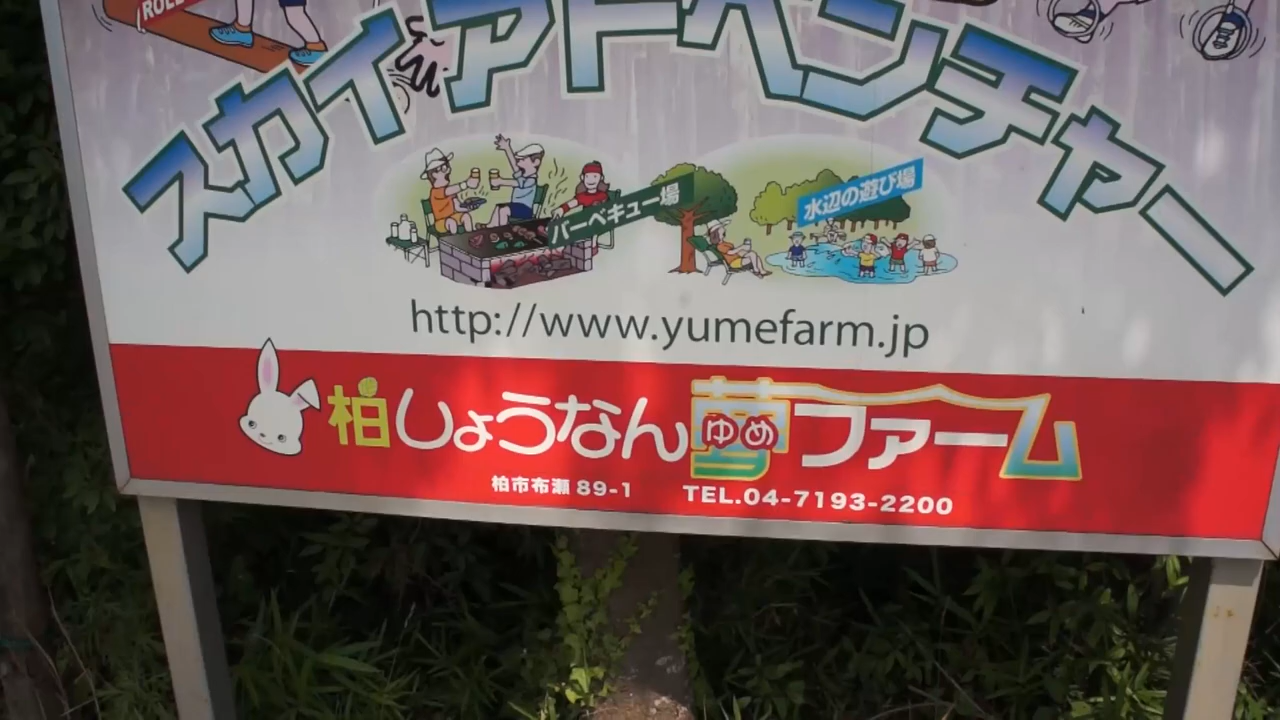 ROLL
スカイアドベンチャー
バーベキュー場
水辺の遊び場
http://www.yumefarm.jp
柏しょうなん夢ファーム
ゆめ
柏市布瀬 89-1 TEL.04-7193-2200